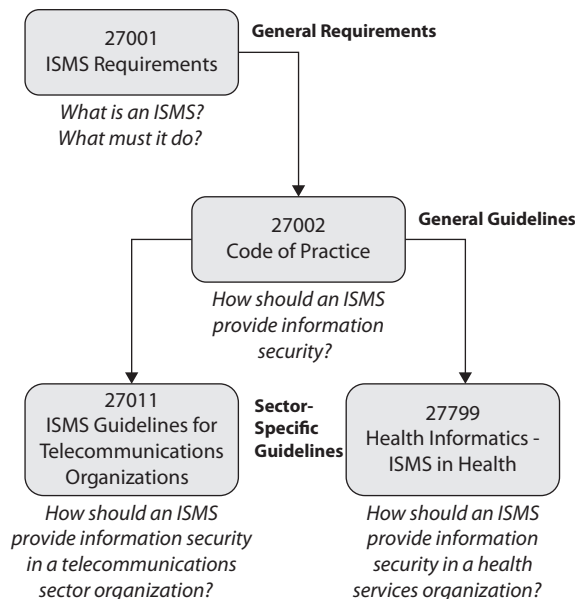 27001
ISMS Requirements
General Requirements
What is an ISMS?
What must it do?
27002
Code of Practice
General Guidelines
How should an ISMS
provide information
security?
27011
ISMS Guidelines for
Telecommunications
Organizations
Sector-
Specific
Guidelines
27799
Health Informatics -
ISMS in Health
How should an ISMS
provide information security
in a telecommunications
sector organization?
How should an ISMS
provide information
security in a health
services organization?